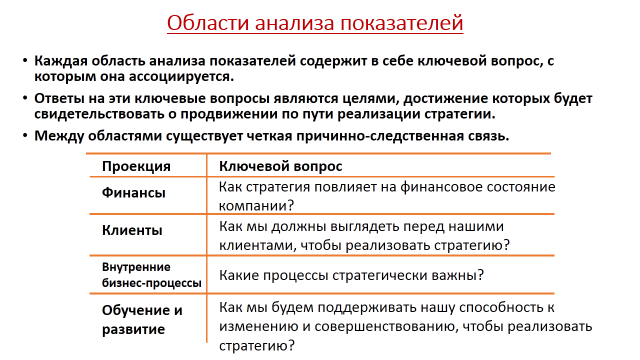 Области анализа показателей
• Каждая область анализа показателей содержит в себе ключевой вопрос, с
которым она ассоциируется.
• Ответы на эти ключевые вопросы являются целями, достижение которых будет
свидетельствовать о продвижении по пути реализации стратегии.
• Между областями существует четкая причинно-следственная связь.
Проекция Ключевой вопрос
Финансы Как стратегия повлияет на финансовое состояние
компании?
Клиенты Как мы должны выглядеть перед нашими
клиентами, чтобы реализовать стратегию?
Внутренние
бизнес-процессы Какие процессы стратегически важны?
Обучение и Как мы будем поддерживать нашу способность к
развитие изменению и совершенствованию, чтобы реализовать
стратегию?